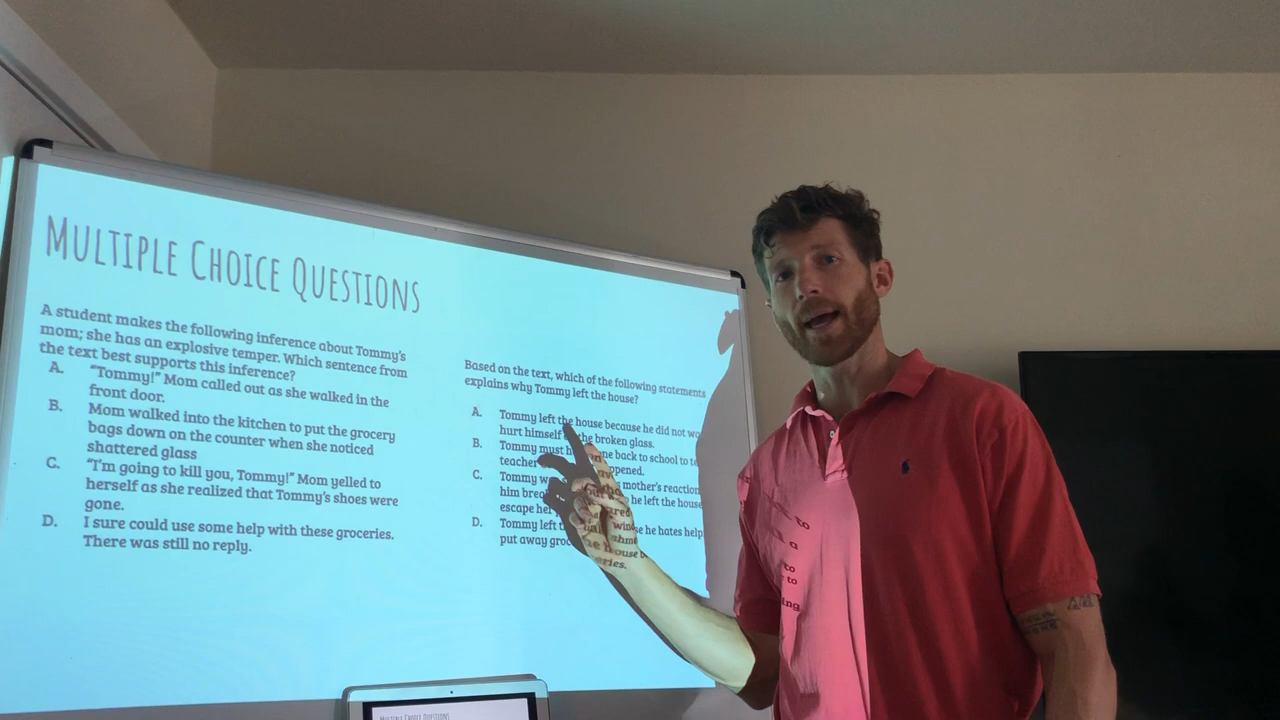 MULTIPLE CHOICE QUESTIONS
A student makes the following inference about Tommy's
mom; she has an explosive temper. Which sentence from
the text best supports this inference?
A. "Tommy!" Mom called out as she walked in the
front door.
B. Mom walked into the kitchen to put the grocery
bags down on the counter when she noticed
shattered glass
C. "I'm going to kill you, Tommy!" Mom yelled to
herself as she realized that Tommy's shoes were
gone.
D. I sure could use some help with these groceries.
There was still no reply.
Based on the text, which of the following statements
explains why Tommy left the house?
A. Tommy left the house because he did not
hurt himself the broken glass.
B. Tommy must back to school to
teacher
C. Tommy mother's reaction
him he left the house
escape her
D. Tommy left he hates
put away
MULTIPLE CHOICE QUESTIONS